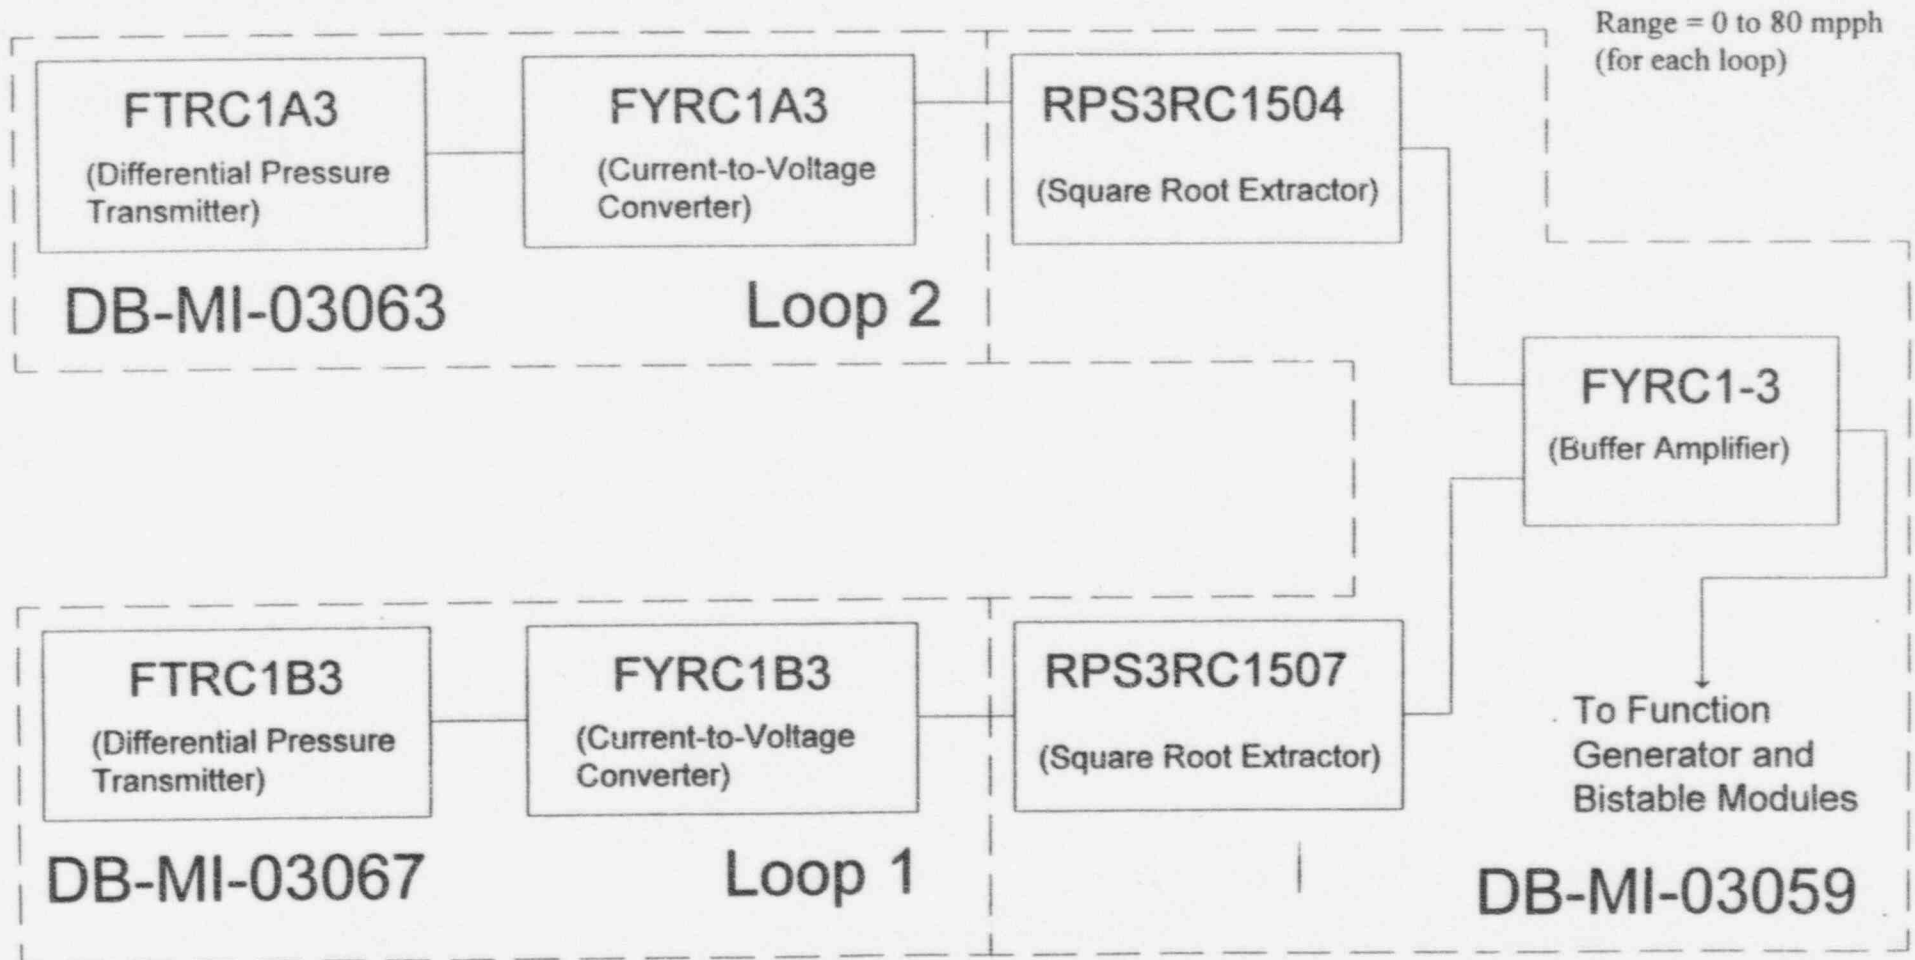 Range = 0 to 80 mpph
(for each loop)
FTRC1A3
(Differential Pressure
Transmitter)
FYRC1A3
(Current-to-Voltage
Converter)
RPS3RC1504
(Square Root Extractor)
DB-MI-03063
Loop 2
FYRC1-3
(Buffer Amplifier)
FTRC1B3
(Differential Pressure
Transmitter)
FYRC1B3
(Current-to-Voltage
Converter)
RPS3RC1507
(Square Root Extractor)
To Function
Generator and
Bistable Modules
DB-MI-03067
Loop 1
DB-MI-03059